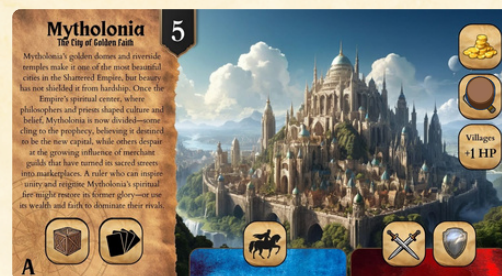 Mytholonia
The City of Golden Faith
5
Mytholonia's golden domes and riverside
temples make it one of the most beautiful
cities in the Shattered Empire, but beauty
has not shielded it from hardship. Once the
Empire's spiritual center, where
philosophers and priests shaped culture and
belief, Mytholonia is now divided—some
cling to the prophecy, believing it destined
to be the new capital, while others despair
at the growing influence of merchant
guilds that have turned its sacred streets
into marketplaces. A ruler who can inspire
unity and reignite Mytholonia's spiritual
fire might restore its former glory—or use
its wealth and faith to dominate their rivals.
Villages
+1 HP
A